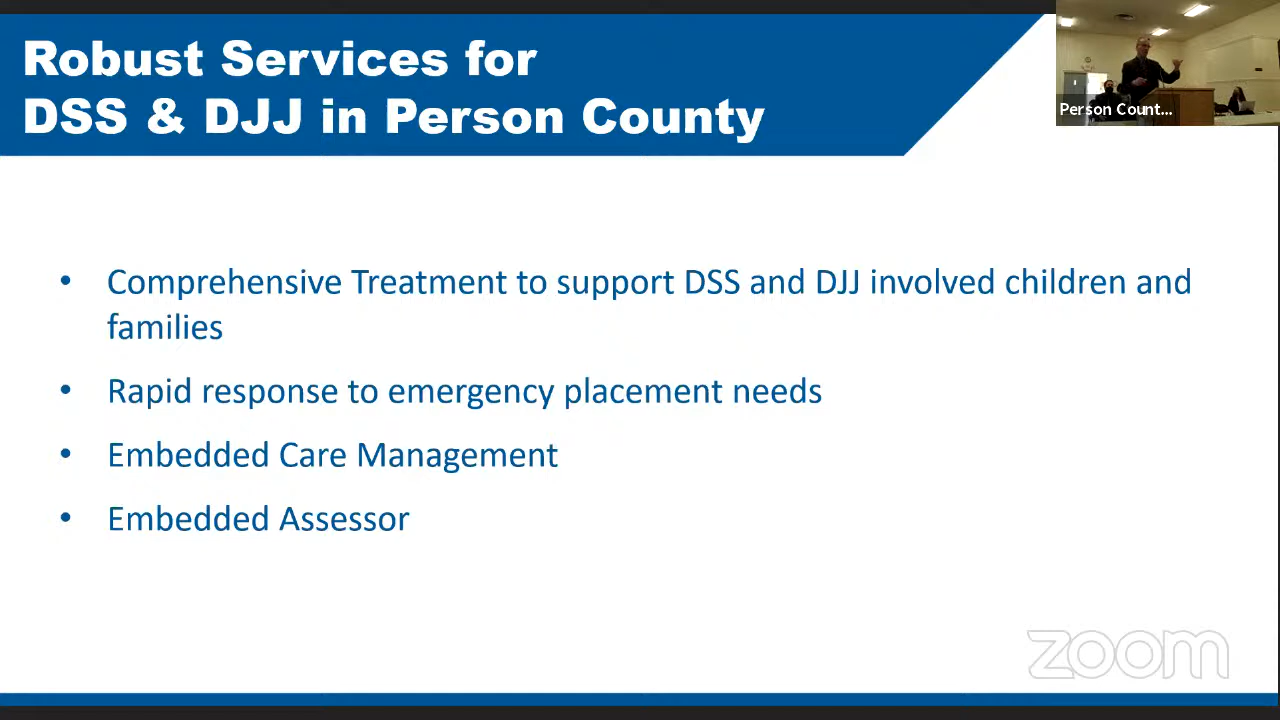 Robust Services for
DSS & DJJ in Person County
Person Count...
• Comprehensive Treatment to support DSS and DJJ involved children and
families
• Rapid response to emergency placement needs
• Embedded Care Management
• Embedded Assessor
zoom